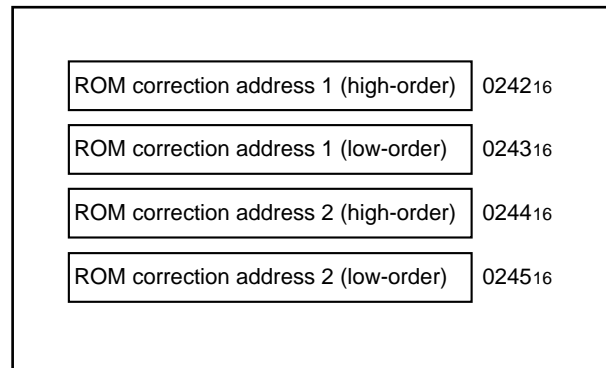 ROM correction address 1 (high-order) 024216
ROM correction address 1 (low-order) 024316
ROM correction address 2 (high-order) 024416
ROM correction address 2 (low-order) 024516